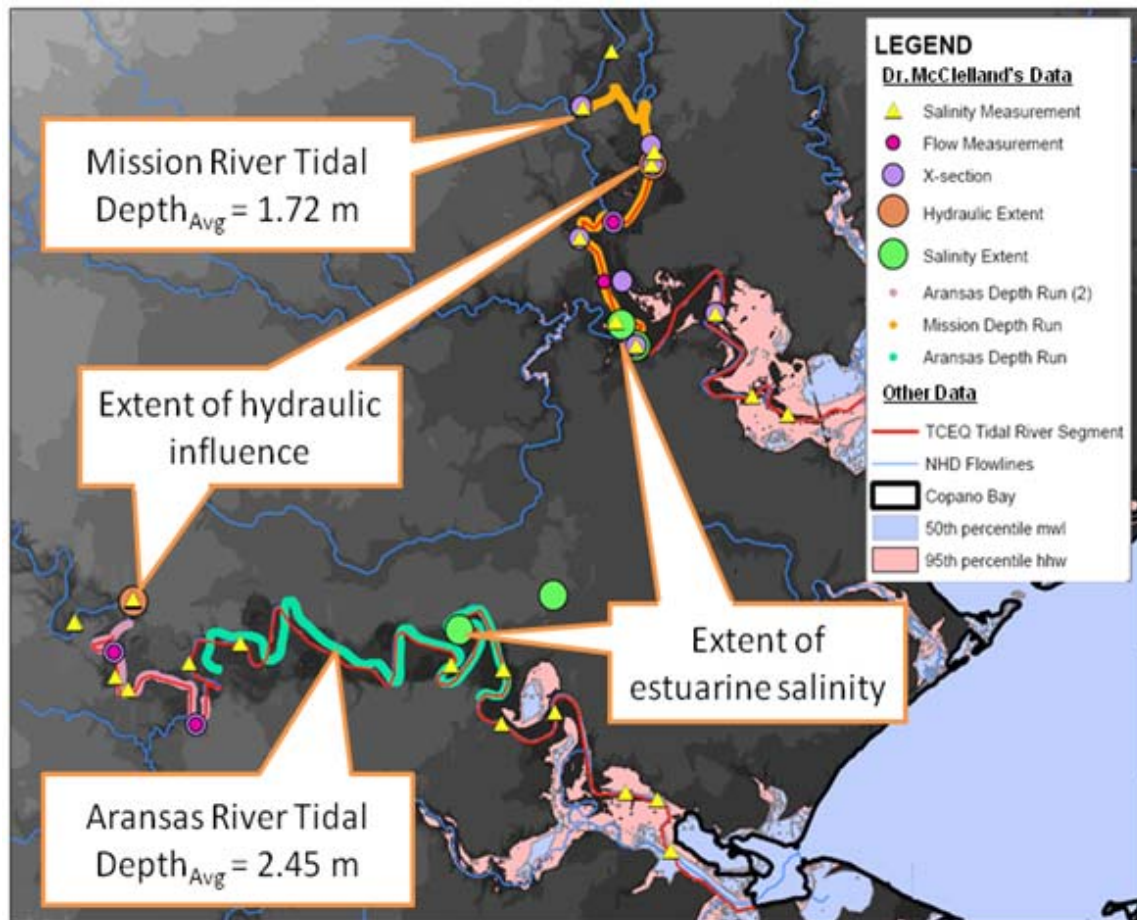 Mission River Tidal
DepthAvg = 1.72 m
Extent of hydraulic
influence
Aransas River Tidal
DepthAvg = 2.45 m
Extent of
estuarine salinity
LEGEND
Dr. McClelland's Data
Salinity Measurement
Flow Measurement
X-section
Hydraulic Extent
Salinity Extent
Aransas Depth Run (2)
Mission Depth Run
Aransas Depth Run
Other Data
TCEQ Tidal River Segment
NHD Flowlines
Copano Bay
50th percentile mwl
95th percentile hhw